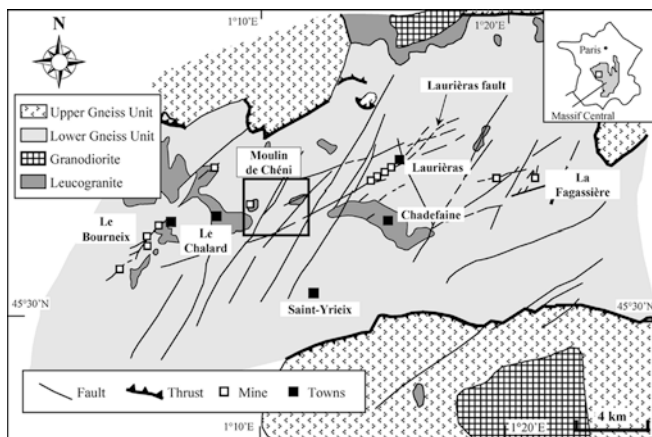 N
1°10'E
1°20'E
Paris
Massif Central
Upper Gneiss Unit
Lower Gneiss Unit
Granodiorite
Leucogranite
Laurièras fault
Moulin
de Chéni
Laurièras
La
Fagassière
Le
Bourneix
Le
Chalard
Chadefaine
Saint-Yrieix
45°30'N
45°30'N
Fault
Thrust
Mine
Towns
1°10'E
1°20'E
4 km